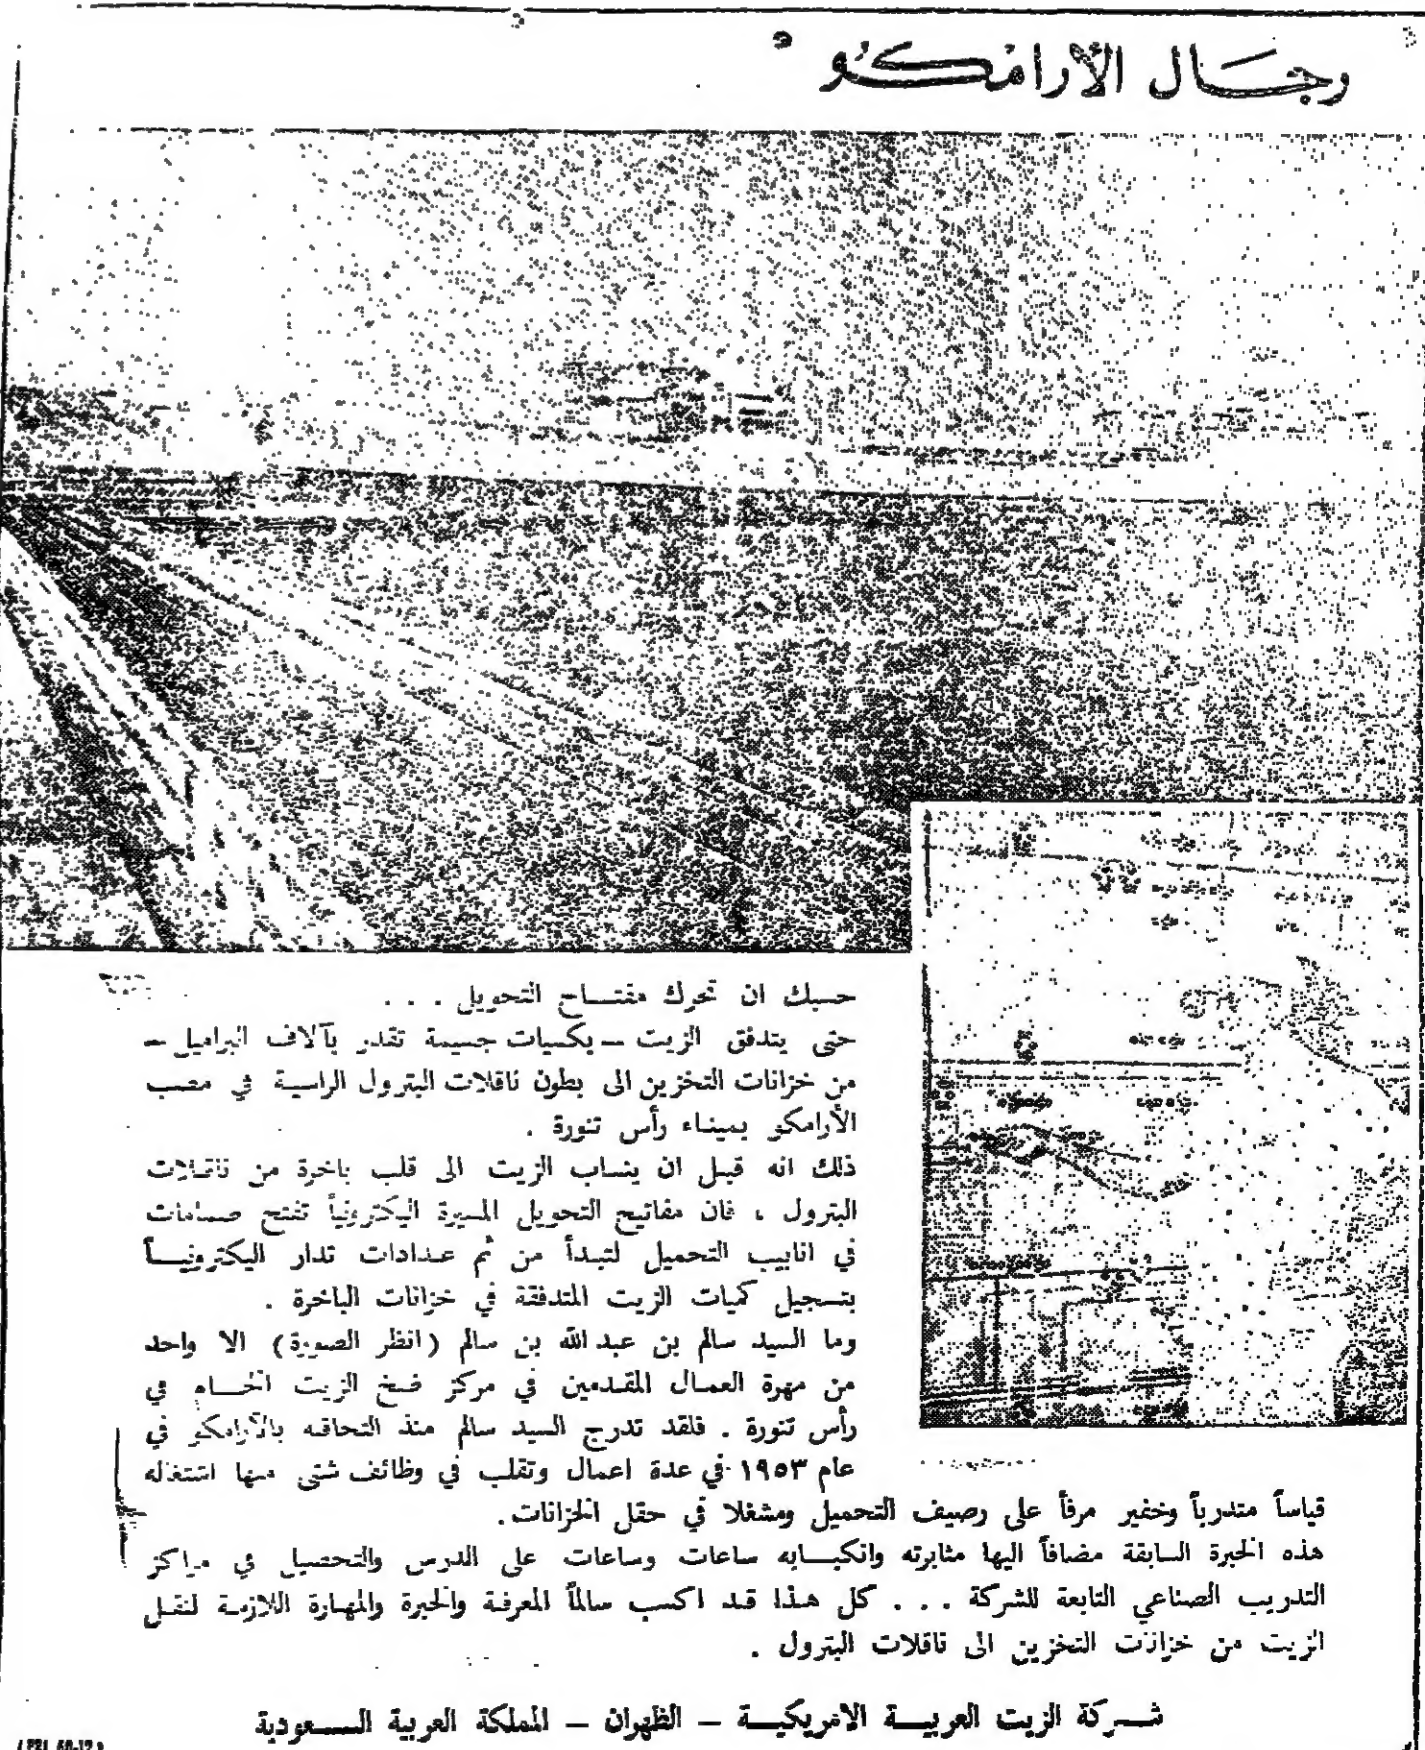 رجال الأرامكو
حسبك ان تحرك مفتاح التحويل . . .
حتى يتدفق الزيت – بكميات جسيمة تقدر بآلاف البراميل –
من خزانات التخزين الى بطون ناقلات البترول الراسية في مصب
الأرامكو بميناء رأس تنورة .
ذلك انه قبل ان ينساب الزيت الى قلب باخرة من ناقلات
البترول ، فان مفاتيح التحويل المسيرة اليكترونياً تفتح صمامات
في انابيب التحميل لتبدأ من ثم عدادات تدار اليكترونياً
بتسجيل كميات الزيت المتدفقة في خزانات الباخرة .
وما السيد سالم بن عبد الله بن سالم (انظر الصورة) الا واحد
من مهرة العمال المقدمين في مركز ضخ الزيت الخام في
رأس تنورة . فلقد تدرج السيد سالم منذ التحاقه بالأرامكو في
عام ١٩٥٣ في عدة اعمال وتقلب في وظائف شتى منها اشتغاله
قياساً متدرباً وخفير مرفأ على رصيف التحميل ومشغلا في حقل الخزانات .
هذه الخبرة السابقة مضافاً اليها مثابرته وانكبابه ساعات وساعات على الدرس والتحصيل في مراكز
التدريب الصناعي التابعة للشركة . . . كل هذا قد اكسب سالماً المعرفة والخبرة والمهارة اللازمة لنقل
الزيت من خزانات التخزين الى ناقلات البترول .
شركة الزيت العربية الامريكية – الظهران – المملكة العربية السعودية